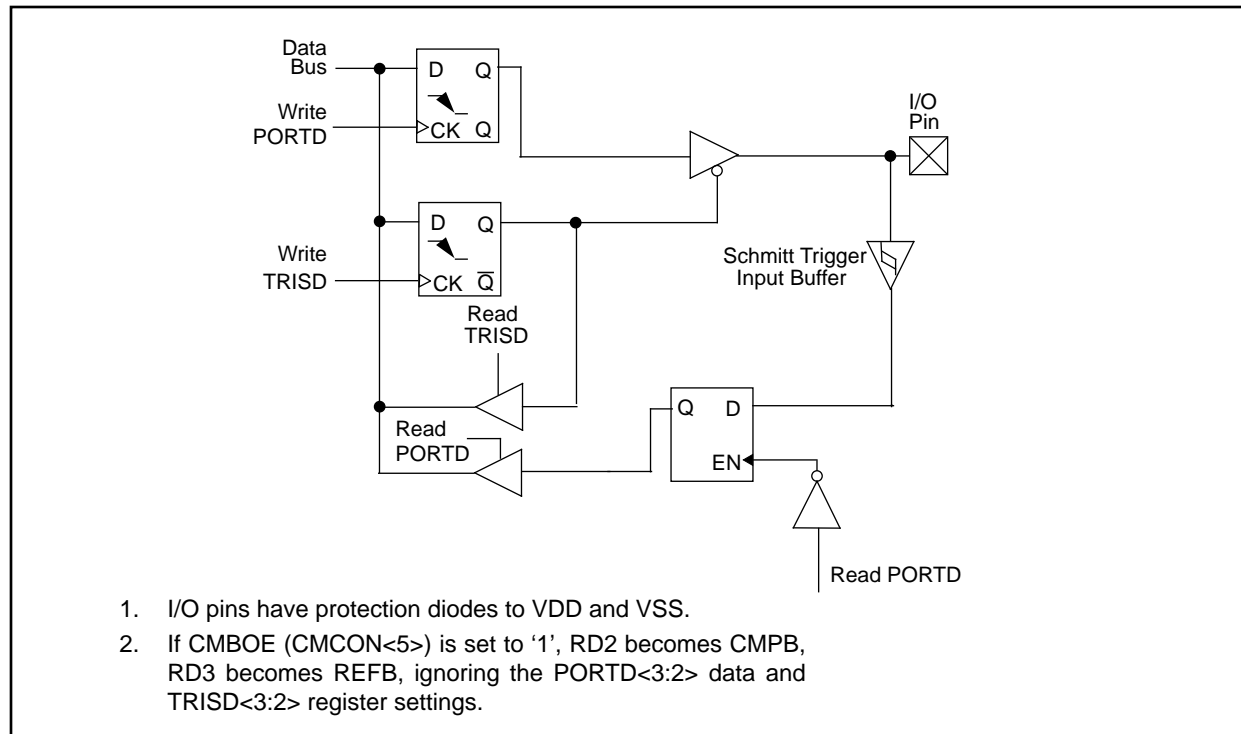 Data
Bus
D Q
Write
PORTD
CK Q
I/O
Pin
D Q
Write
TRISD
CK Q̅
Schmitt Trigger
Input Buffer
Read
TRISD
Q D
Read
PORTD
EN
Read PORTD
1. I/O pins have protection diodes to VDD and VSS.
2. If CMBOE (CMCON<5>) is set to ‘1’, RD2 becomes CMPB,
RD3 becomes REFB, ignoring the PORTD<3:2> data and
TRISD<3:2> register settings.